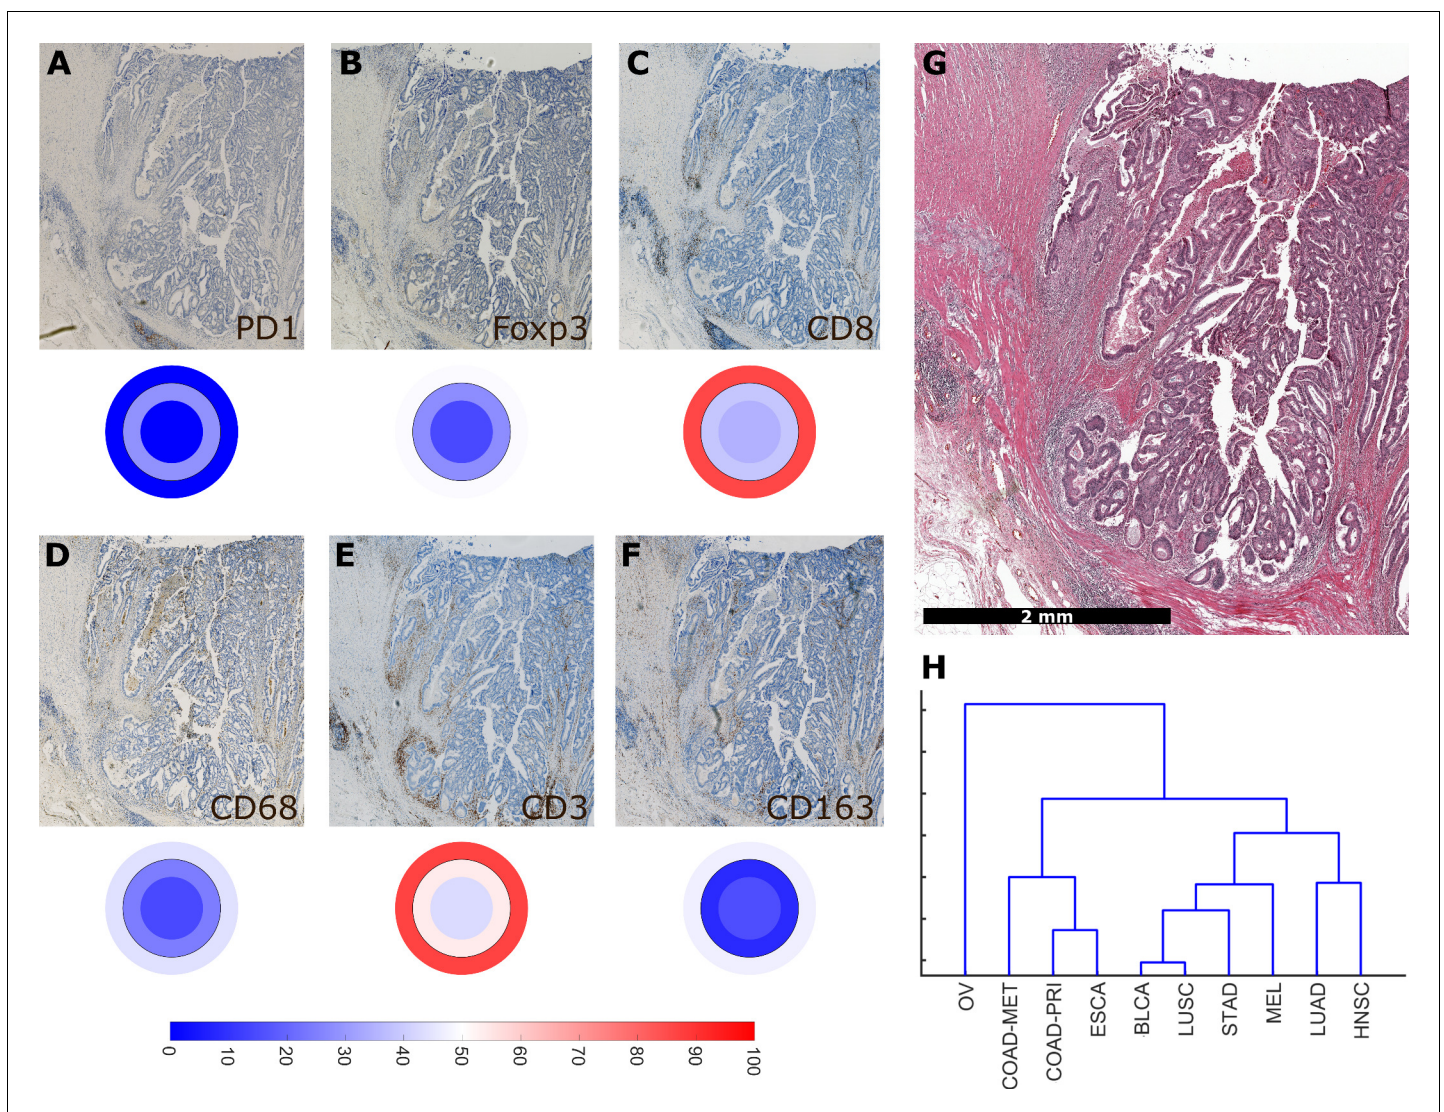 A
PD1
B
Foxp3
C
CD8
G
2 mm
D
CD68
E
CD3
F
CD163
0
10
20
30
40
50
60
70
80
90
100
H
OV
COAD-MET
COAD-PRI
ESCA
BLCA
LUSC
STAD
MEL
LUAD
HNSC